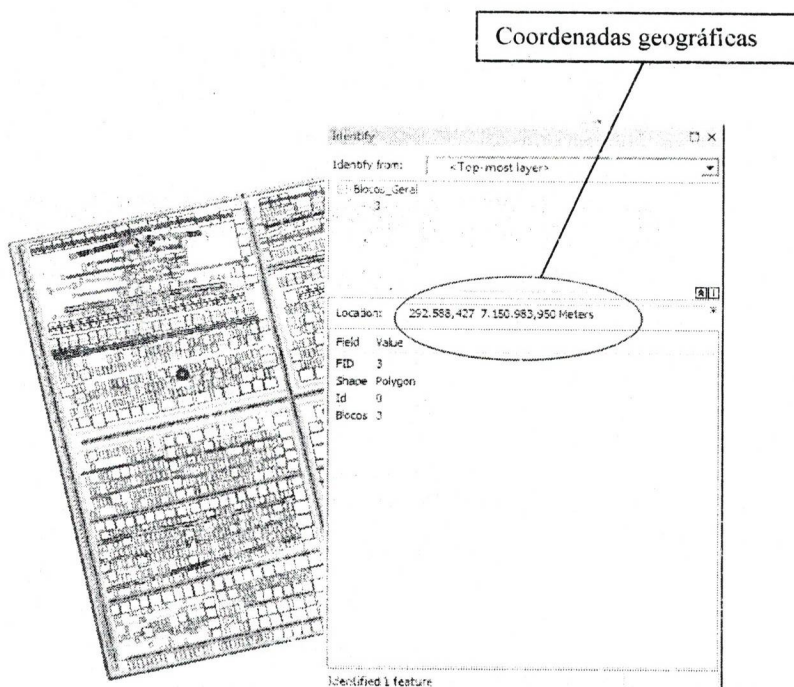 Coordenadas geográficas
Identify
Identify from: <Top-most layer>
Blocos_Geral
3
Location: 292.588,427 7.150.983,950 Meters
Field Value
FID 3
Shape Polygon
Id 0
Blocos 3
Identified 1 feature